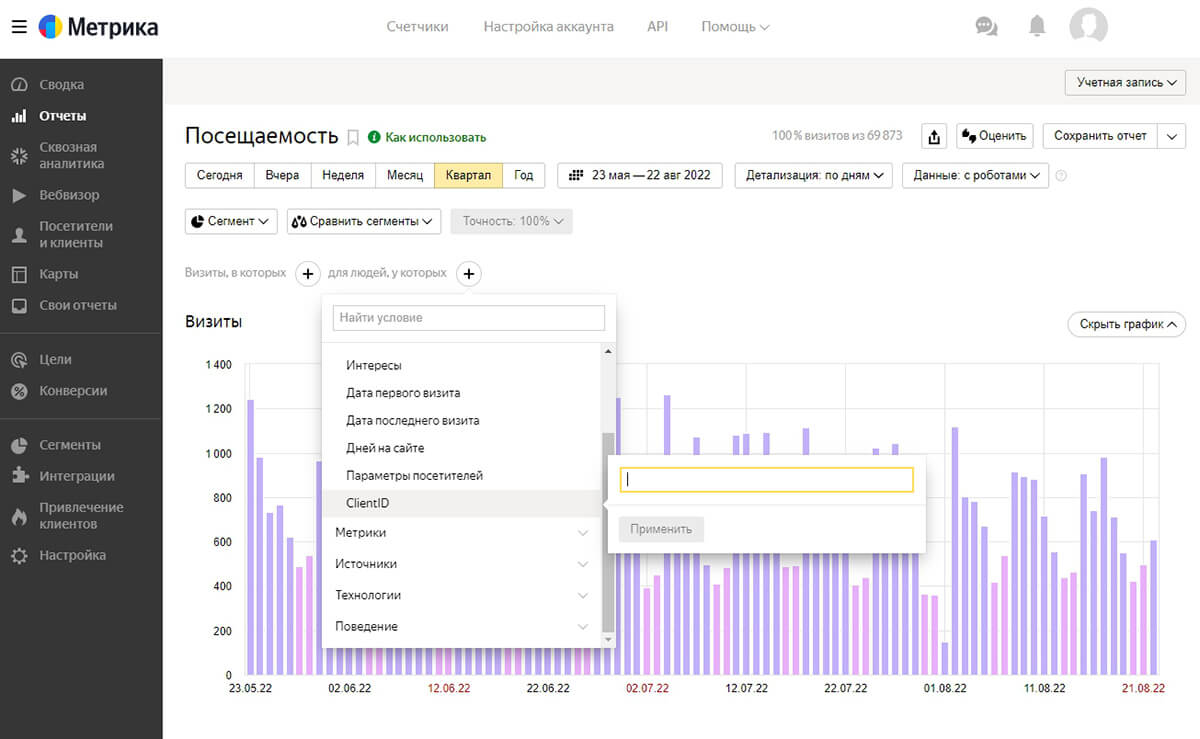 Метрика
Счетчики
Настройка аккаунта
API
Помощь
Сводка
Отчеты
Сквозная
аналитика
Вебвизор
Посетители
и клиенты
Карты
Свои отчеты
Цели
Конверсии
Сегменты
Интеграции
Привлечение
клиентов
Настройка
Учетная запись
Посещаемость
Как использовать
100% визитов из 69 873
Оценить
Сохранить отчет
Сегодня
Вчера
Неделя
Месяц
Квартал
Год
23 мая — 22 авг 2022
Детализация: по дням
Данные: с роботами
Сегмент
Сравнить сегменты
Точность: 100%
Визиты, в которых
для людей, у которых
Визиты
Скрыть график
Найти условие
Интересы
Дата первого визита
Дата последнего визита
Дней на сайте
Параметры посетителей
ClientID
Метрики
Источники
Технологии
Поведение
Применить
1 400
1 200
1 000
800
600
400
200
0
23.05.22
02.06.22
12.06.22
22.06.22
02.07.22
12.07.22
22.07.22
01.08.22
11.08.22
21.08.22